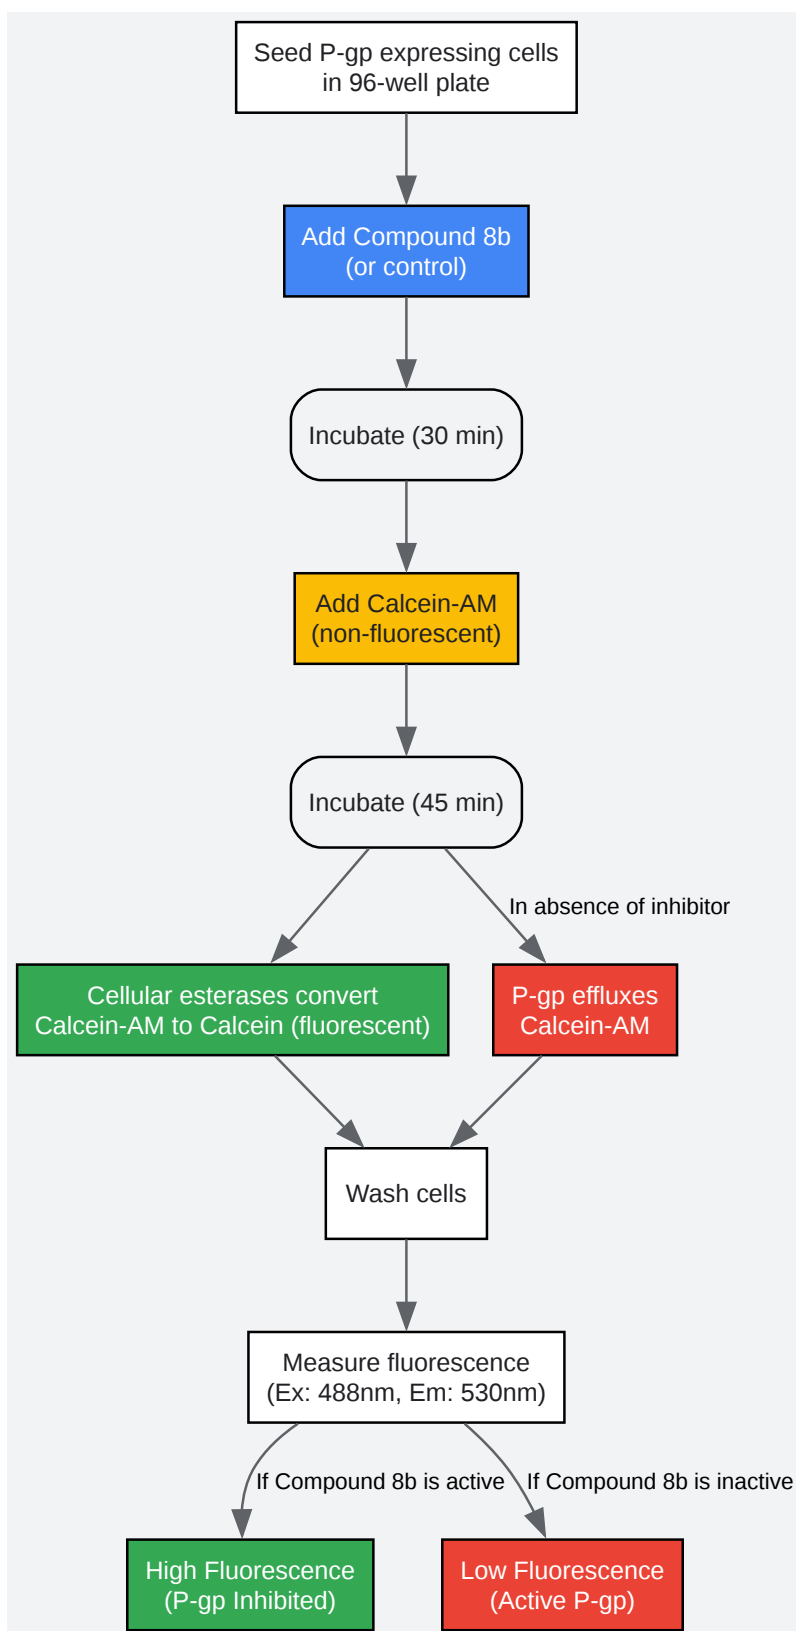 Seed P-gp expressing cells
in 96-well plate
Add Compound 8b
(or control)
Incubate (30 min)
Add Calcein-AM
(non-fluorescent)
Incubate (45 min)
In absence of inhibitor
Cellular esterases convert
Calcein-AM to Calcein (fluorescent)
P-gp effluxes
Calcein-AM
Wash cells
Measure fluorescence
(Ex: 488nm, Em: 530nm)
If Compound 8b is active
If Compound 8b is inactive
High Fluorescence
(P-gp Inhibited)
Low Fluorescence
(Active P-gp)